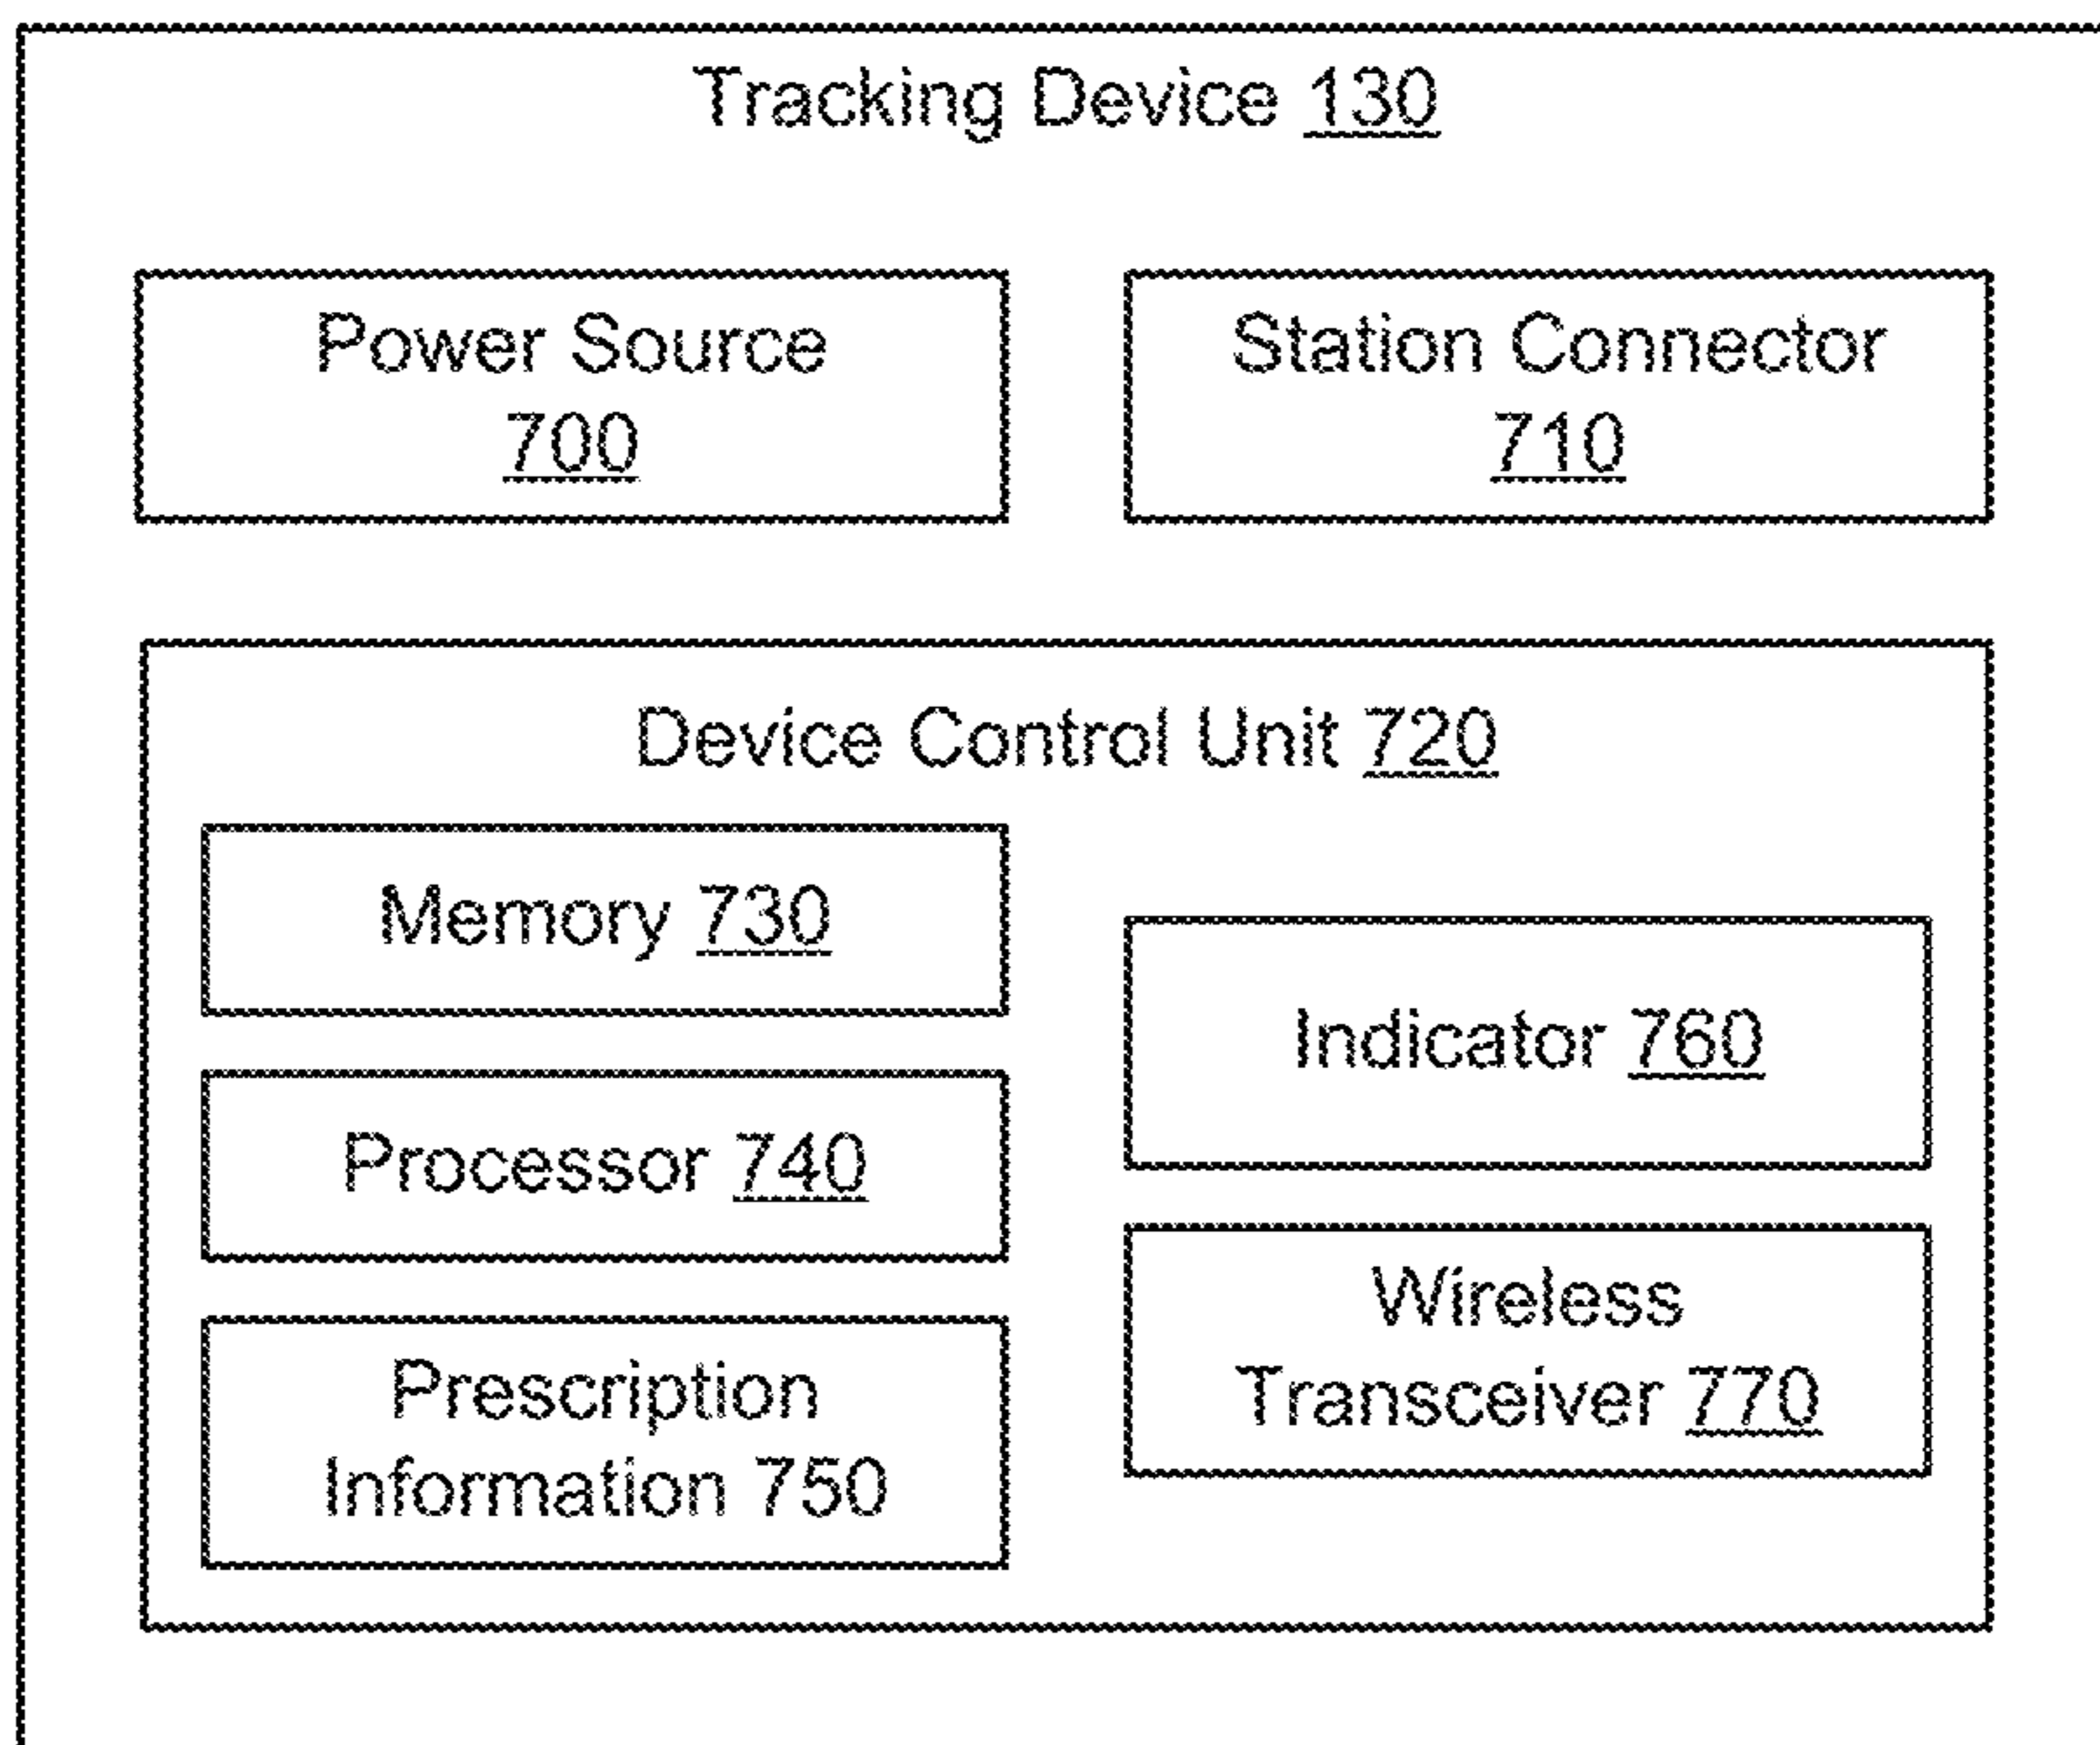 Tracking Device 130
Power Source
700
Station Connector
710
Device Control Unit 720
Memory 730
Processor 740
Prescription
Information 750
Indicator 760
Wireless
Transceiver 770